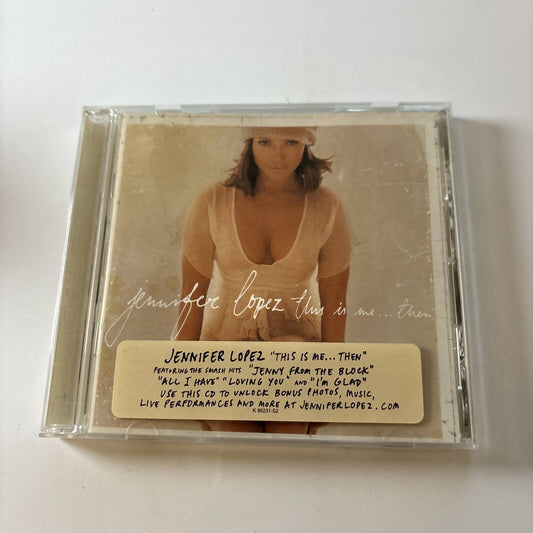 jennifer lopez this is me... then
JENNIFER LOPEZ "THIS IS ME... THEN"
FEATURING THE SMASH HITS "JENNY FROM THE BLOCK"
"ALL I HAVE" "LOVING YOU" AND "I'M GLAD"
USE THIS CD TO UNLOCK BONUS PHOTOS, MUSIC,
LIVE PERFORMANCES AND MORE AT JENNIFERLOPEZ.COM
K 86231-S2